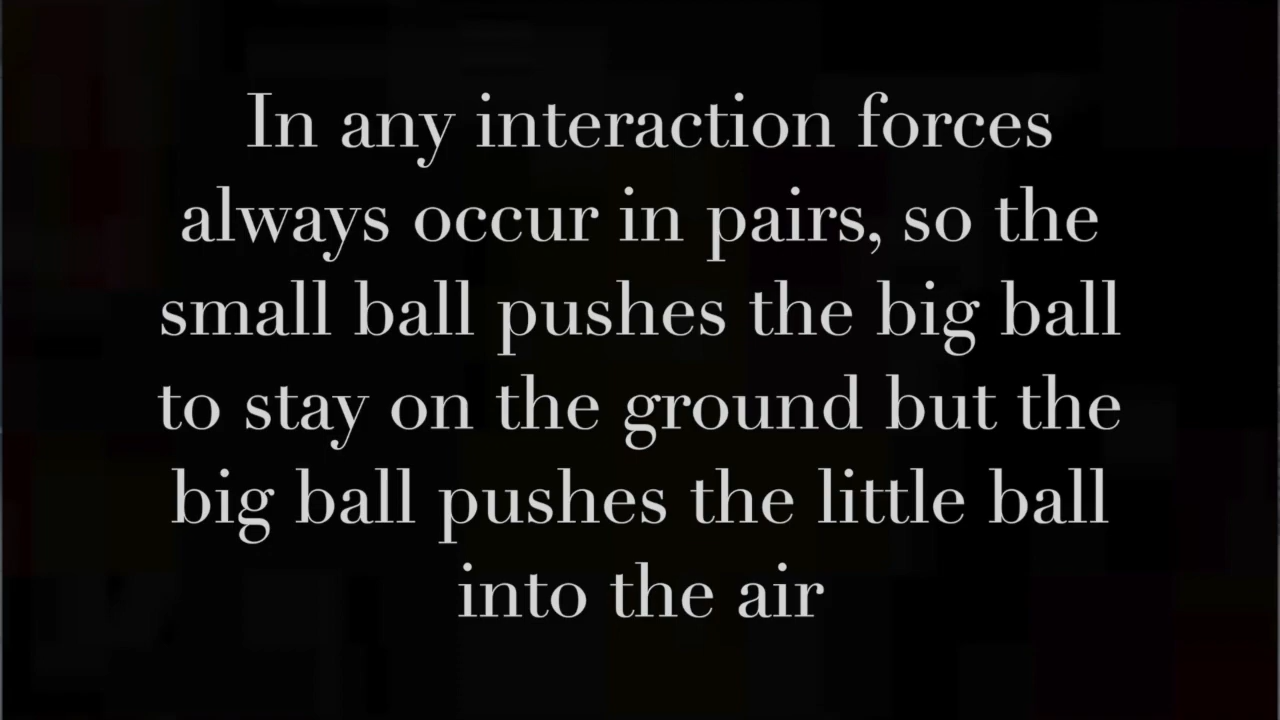 In any interaction forces
always occur in pairs, so the
small ball pushes the big ball
to stay on the ground but the
big ball pushes the little ball
into the air